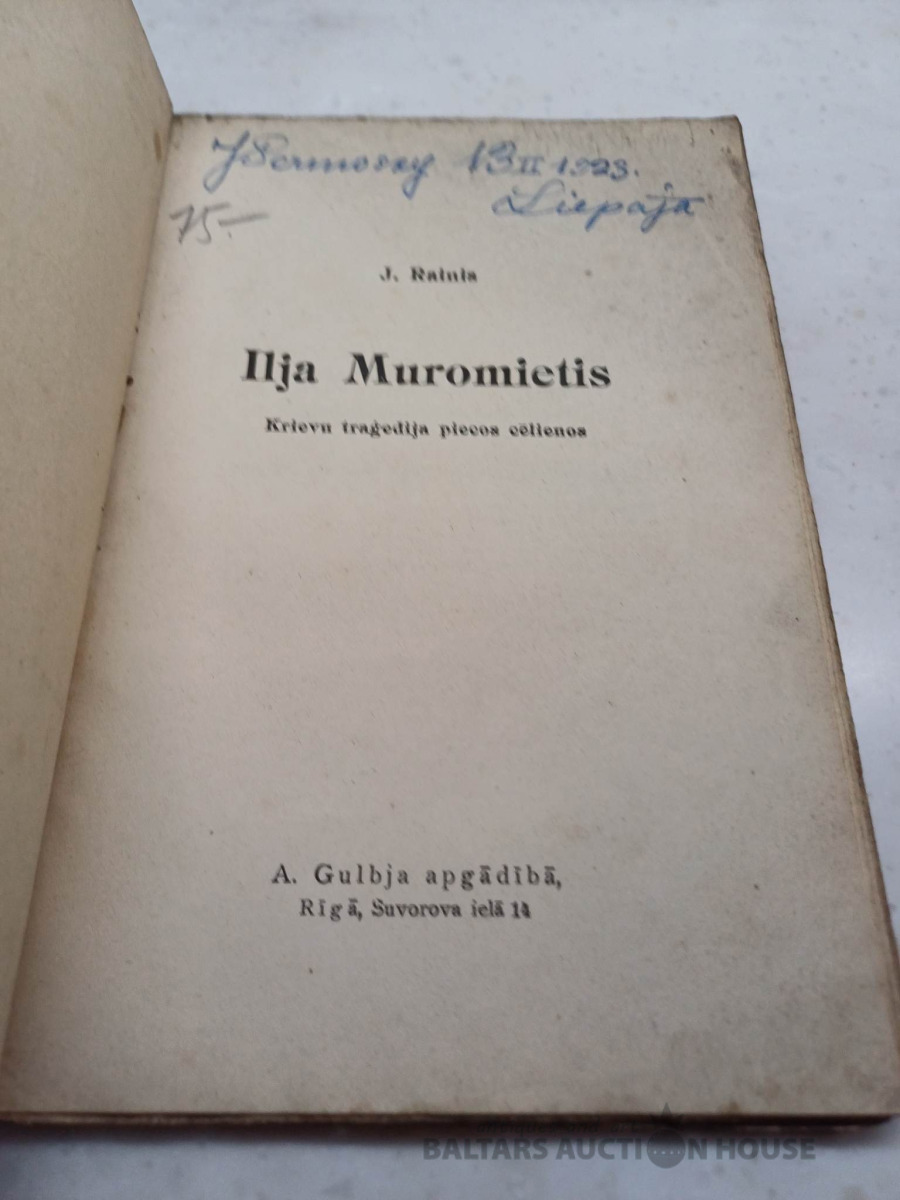 13 II 1923.
Liepāja
75.-
J. Rainis
Ilja Muromietis
Krievu traģedija piecos cēlienos
A. Gulbja apgādībā,
Rīgā, Suvorova ielā 14
BALTARS AUCTION HOUSE